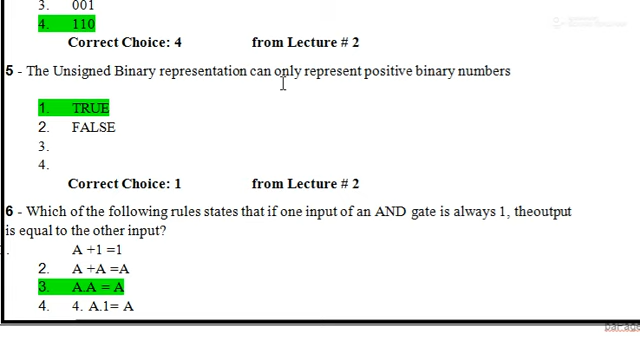 3. 001
4. 110
Correct Choice: 4 from Lecture # 2
5 - The Unsigned Binary representation can only represent positive binary numbers
1. TRUE
2. FALSE
3.
4.
Correct Choice: 1 from Lecture # 2
6 - Which of the following rules states that if one input of an AND gate is always 1, theoutput
is equal to the other input?
. A +1 =1
2. A +A =A
3. A.A = A
4. 4. A.1= A